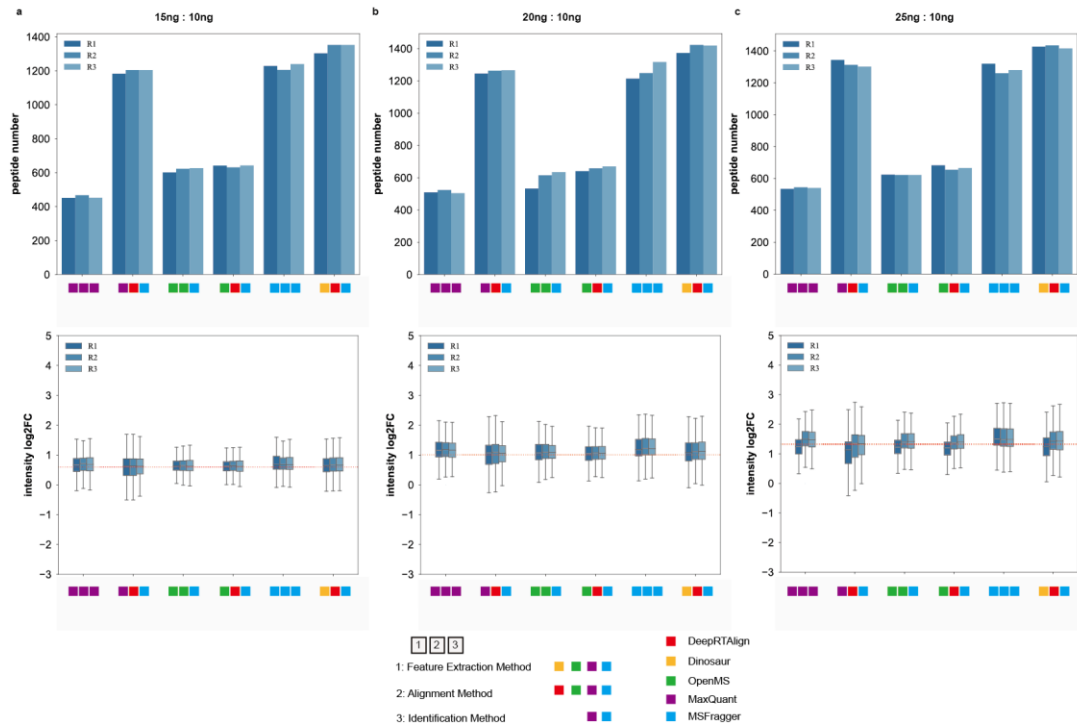 a
15ng : 10ng
b
20ng : 10ng
c
25ng : 10ng
1400
1200
1000
800
600
400
200
0
peptide number
R1
R2
R3
1400
1200
1000
800
600
400
200
0
peptide number
R1
R2
R3
1400
1200
1000
800
600
400
200
0
peptide number
R1
R2
R3
5
4
3
2
1
0
−1
−2
−3
intensity log2FC
R1
R2
R3
5
4
3
2
1
0
−1
−2
−3
intensity log2FC
R1
R2
R3
5
4
3
2
1
0
−1
−2
−3
intensity log2FC
R1
R2
R3
1 2 3
1: Feature Extraction Method
2: Alignment Method
3: Identification Method
DeepRTAlign
Dinosaur
OpenMS
MaxQuant
MSFragger